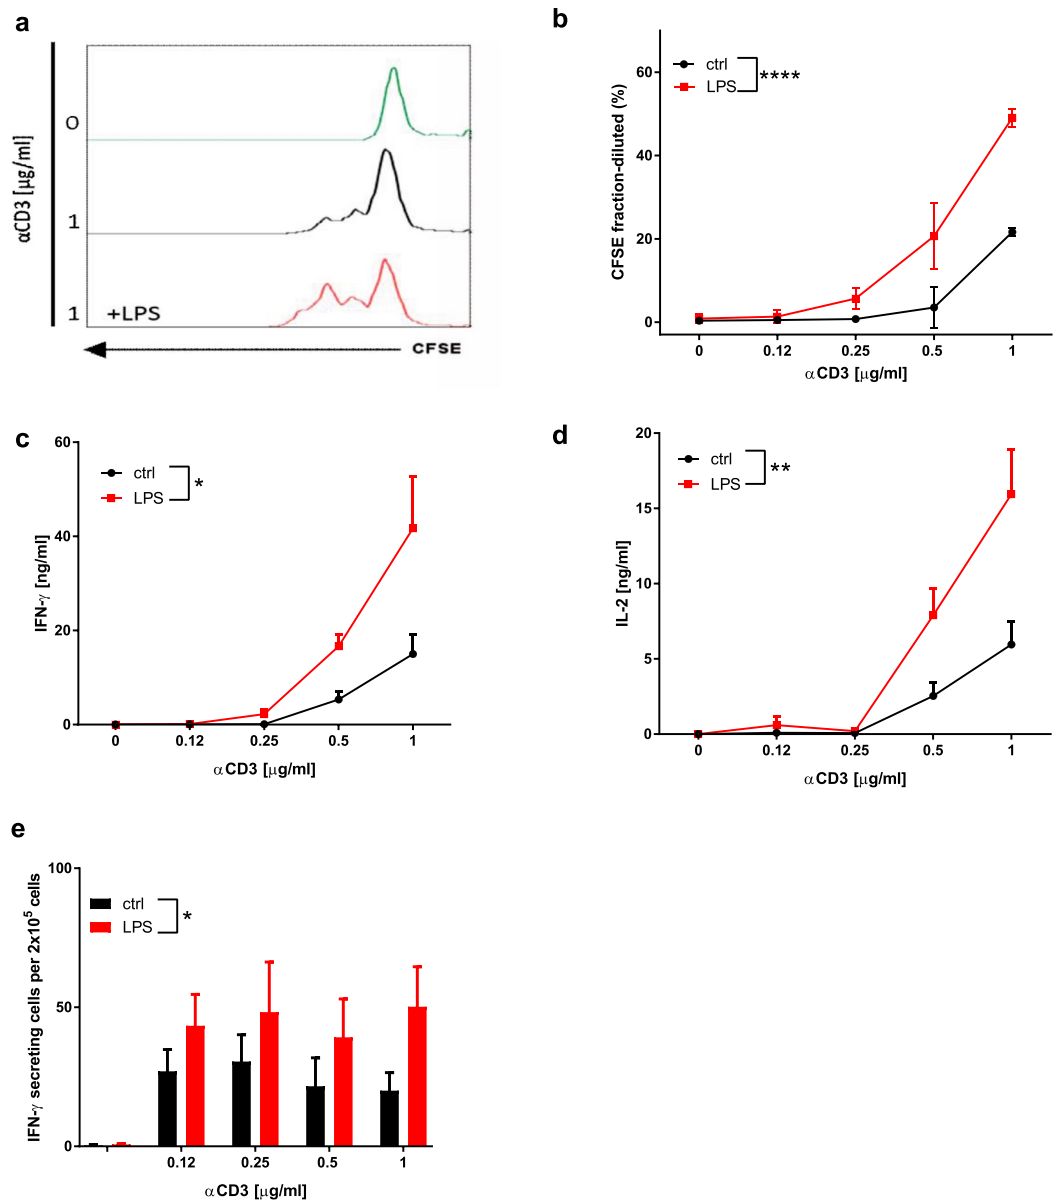 a
αCD3 [µg/ml]
0
1
1
+LPS
CFSE
b
ctrl
LPS
****
CFSE fraction-diluted (%)
60
40
20
0
0 0.12 0.25 0.5 1
αCD3 [µg/ml]
c
ctrl
LPS
*
IFN-γ [ng/ml]
60
40
20
0
0 0.12 0.25 0.5 1
αCD3 [µg/ml]
d
ctrl
LPS
**
IL-2 [ng/ml]
20
15
10
5
0
0 0.12 0.25 0.5 1
αCD3 [µg/ml]
e
ctrl
LPS
*
IFN-γ secreting cells per 2x10⁵ cells
100
50
0
0.12 0.25 0.5 1
αCD3 [µg/ml]